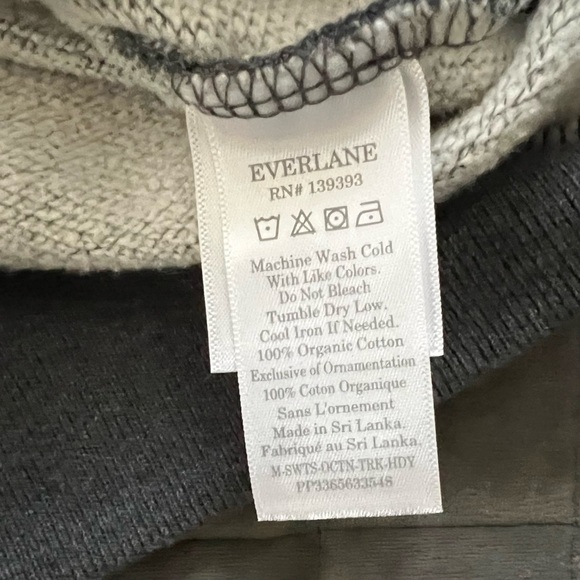 EVERLANE
RN# 139393
Machine Wash Cold
With Like Colors.
Do Not Bleach
Tumble Dry Low.
Cool Iron If Needed.
100% Organic Cotton
Exclusive of Ornamentation
100% Coton Organique
Sans L'ornement
Made in Sri Lanka.
Fabriqué au Sri Lanka.
M-SWTS-OCTN-TRK-HDY
PP3365633548